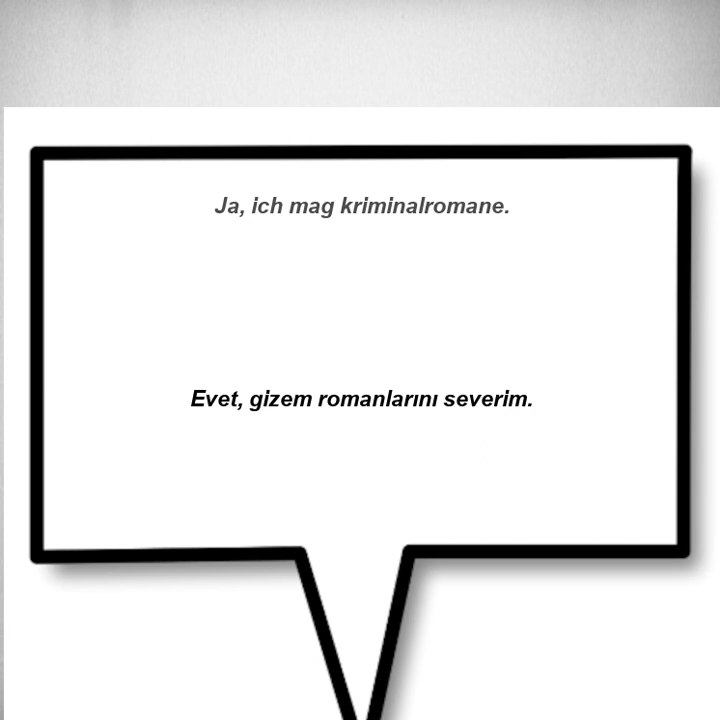 Ja, ich mag kriminalromane.
Evet, gizem romanlarını severim.